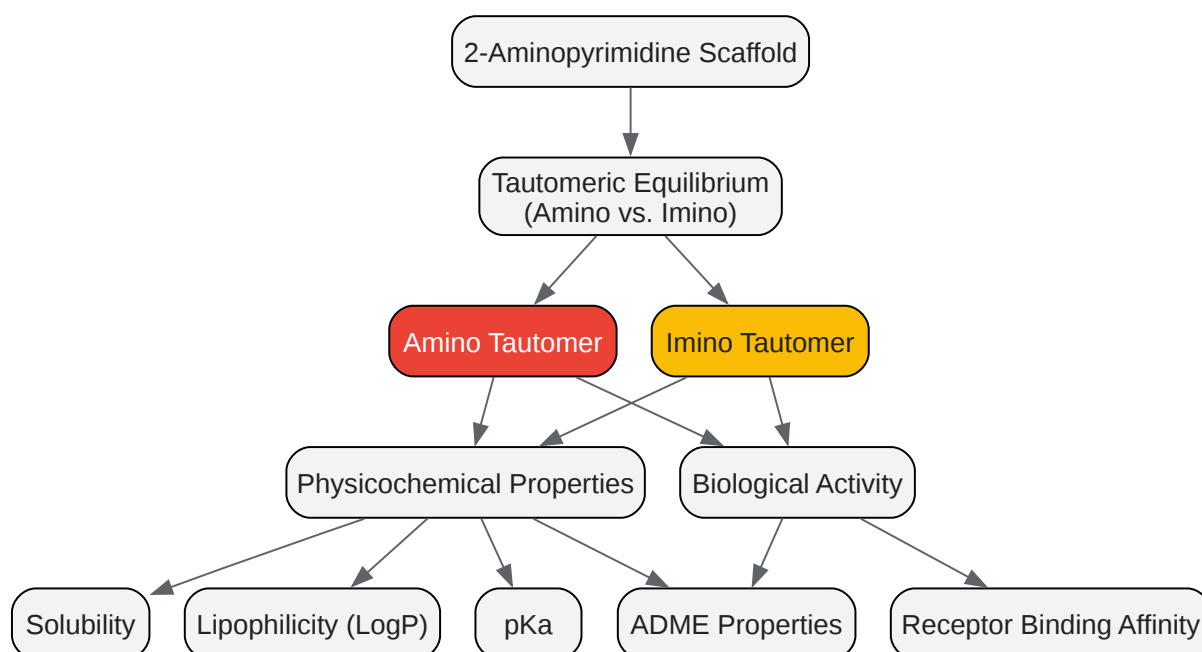 2-Aminopyrimidine Scaffold
Tautomeric Equilibrium
(Amino vs. Imino)
Amino Tautomer
Imino Tautomer
Physicochemical Properties
Biological Activity
Solubility
Lipophilicity (LogP)
pKa
ADME Properties
Receptor Binding Affinity